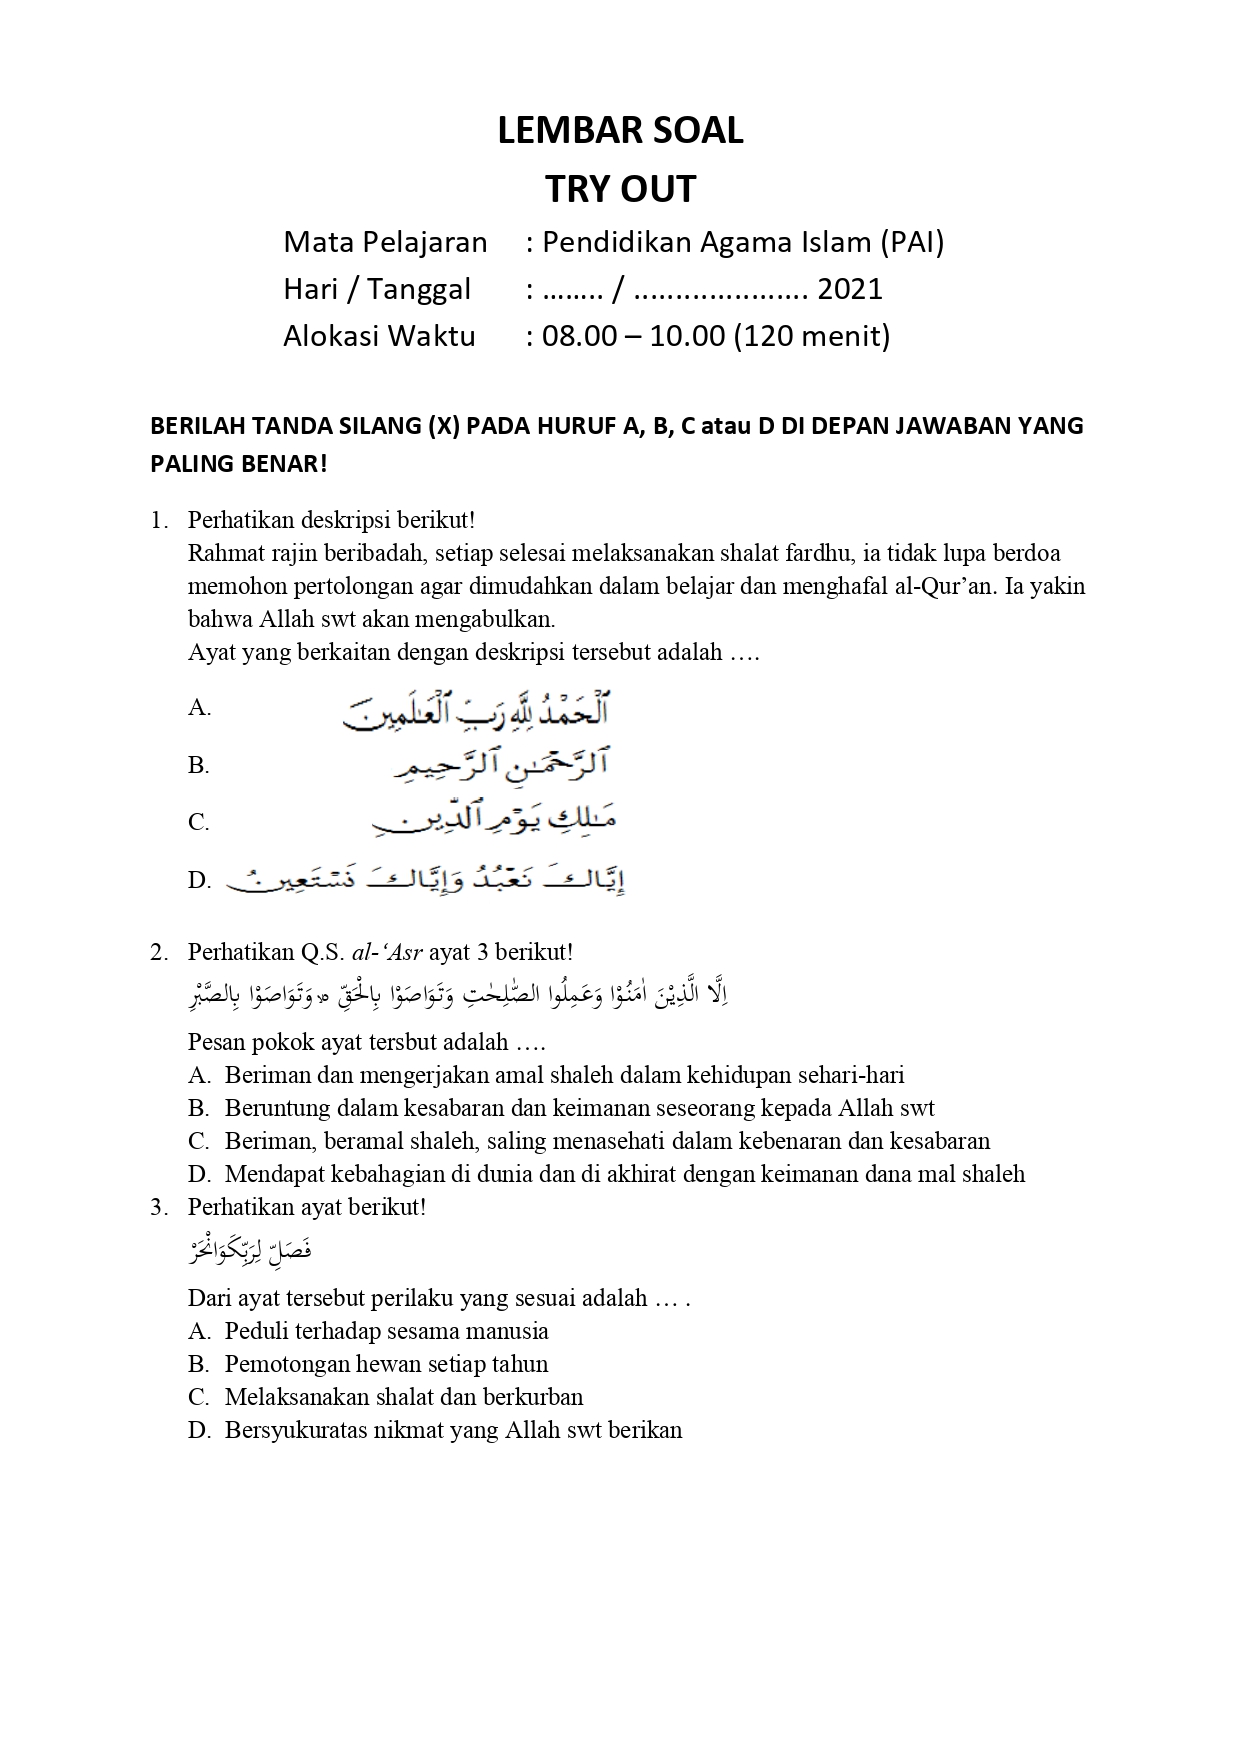 LEMBAR SOAL
TRY OUT
Mata Pelajaran : Pendidikan Agama Islam (PAI)
Hari / Tanggal : …….. / ..................... 2021
Alokasi Waktu : 08.00 – 10.00 (120 menit)
BERILAH TANDA SILANG (X) PADA HURUF A, B, C atau D DI DEPAN JAWABAN YANG
PALING BENAR!
1. Perhatikan deskripsi berikut!
Rahmat rajin beribadah, setiap selesai melaksanakan shalat fardhu, ia tidak lupa berdoa
memohon pertolongan agar dimudahkan dalam belajar dan menghafal al-Qur’an. Ia yakin
bahwa Allah swt akan mengabulkan.
Ayat yang berkaitan dengan deskripsi tersebut adalah ….
A. ٱلْحَمْدُ لِلَّهِ رَبِّ ٱلْعَـٰلَمِينَ
B. ٱلرَّحْمَـٰنِ ٱلرَّحِيمِ
C. مَـٰلِكِ يَوْمِ ٱلدِّينِ
D. إِيَّاكَ نَعْبُدُ وَإِيَّاكَ نَسْتَعِينُ
2. Perhatikan Q.S. al-‘Asr ayat 3 berikut!
اِلَّا الَّذِيْنَ اٰمَنُوْا وَعَمِلُوا الصّٰلِحٰتِ وَتَوَاصَوْا بِالْحَقِّ ەۙ وَتَوَاصَوْا بِالصَّبْرِ
Pesan pokok ayat tersbut adalah ….
A. Beriman dan mengerjakan amal shaleh dalam kehidupan sehari-hari
B. Beruntung dalam kesabaran dan keimanan seseorang kepada Allah swt
C. Beriman, beramal shaleh, saling menasehati dalam kebenaran dan kesabaran
D. Mendapat kebahagian di dunia dan di akhirat dengan keimanan dana mal shaleh
3. Perhatikan ayat berikut!
فَصَلِّ لِرَبِّكَوَانْحَرْ
Dari ayat tersebut perilaku yang sesuai adalah … .
A. Peduli terhadap sesama manusia
B. Pemotongan hewan setiap tahun
C. Melaksanakan shalat dan berkurban
D. Bersyukuratas nikmat yang Allah swt berikan